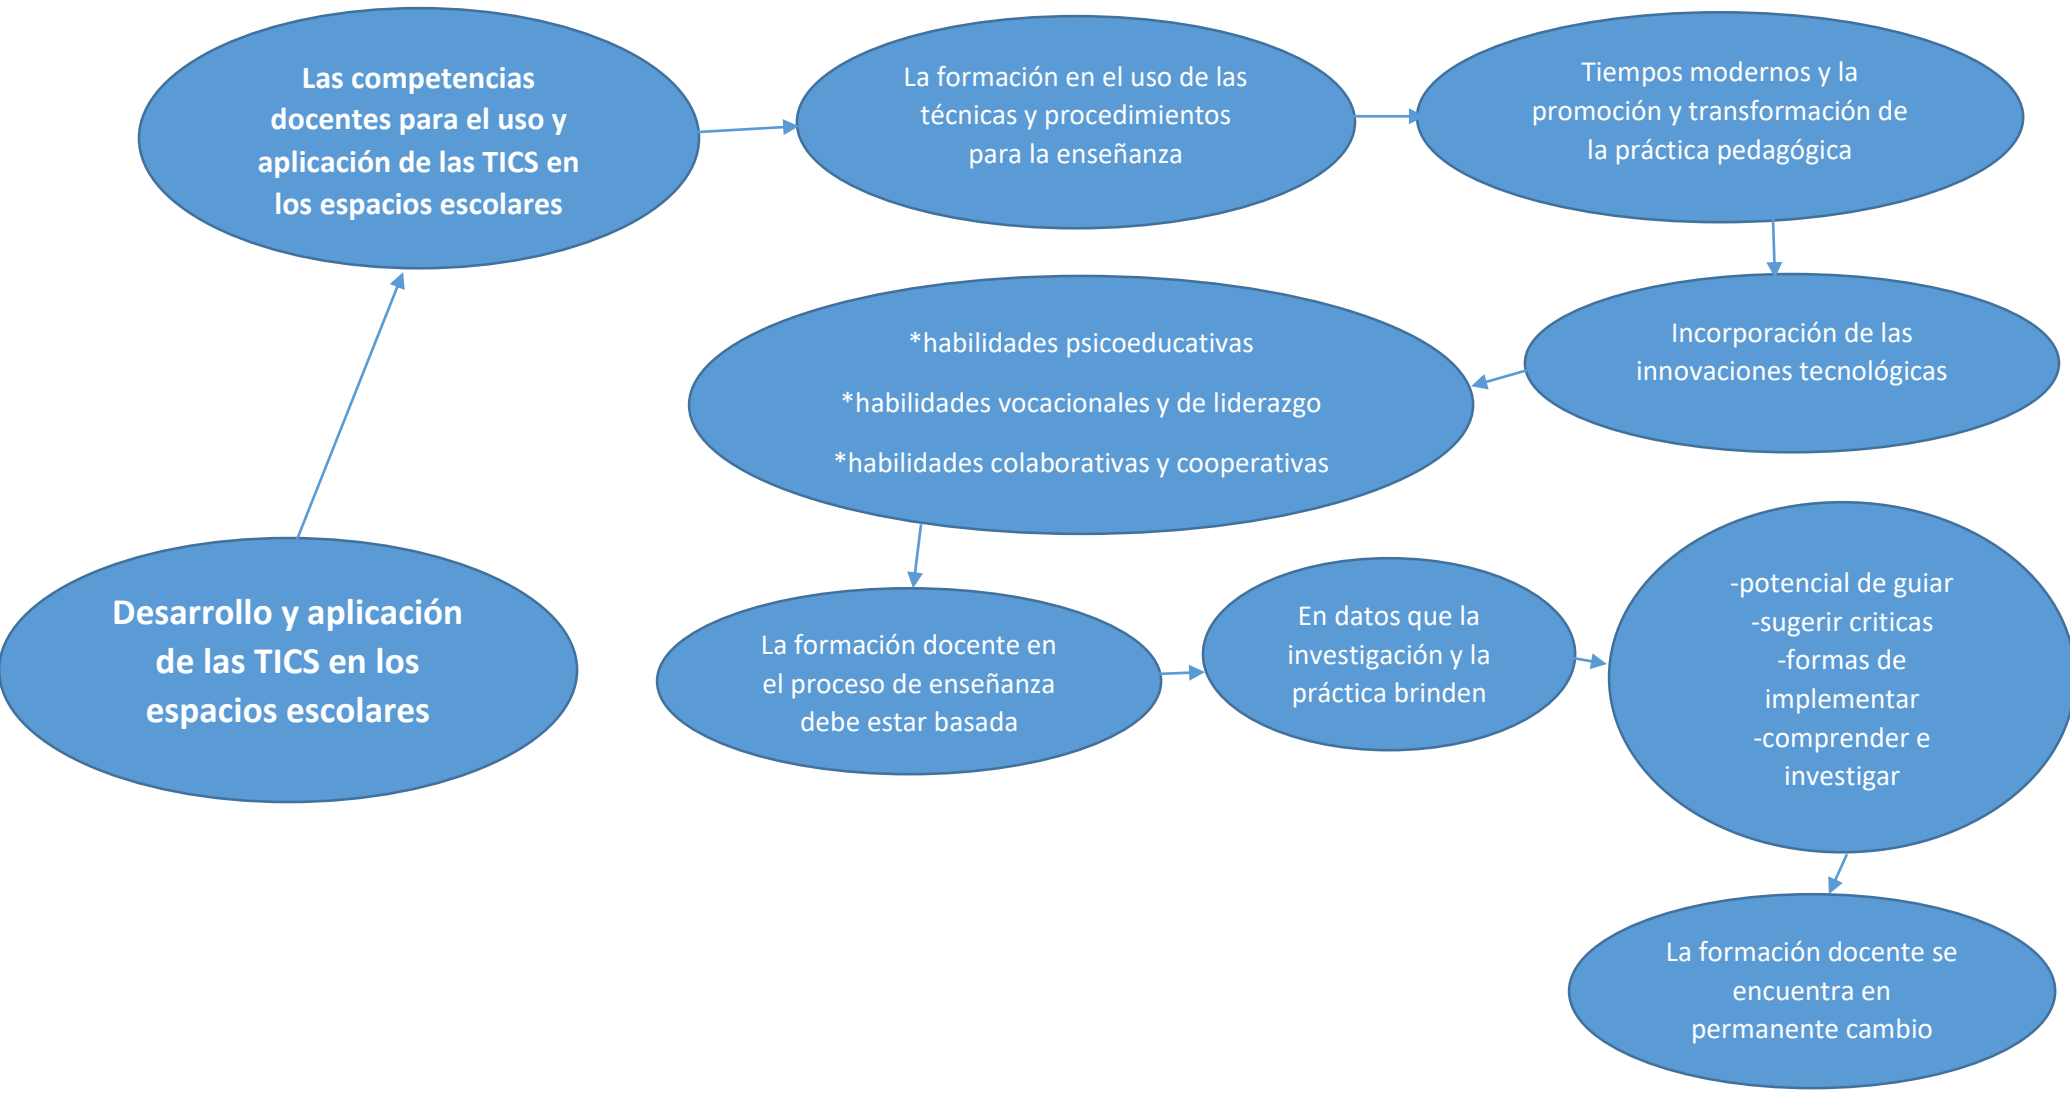 Las competencias
docentes para el uso y
aplicación de las TICS en
los espacios escolares
La formación en el uso de las
técnicas y procedimientos
para la enseñanza
Tiempos modernos y la
promoción y transformación de
la práctica pedagógica
Incorporación de las
innovaciones tecnológicas
*habilidades psicoeducativas
*habilidades vocacionales y de liderazgo
*habilidades colaborativas y cooperativas
Desarrollo y aplicación
de las TICS en los
espacios escolares
La formación docente en
el proceso de enseñanza
debe estar basada
En datos que la
investigación y la
práctica brinden
-potencial de guiar
-sugerir criticas
-formas de
implementar
-comprender e
investigar
La formación docente se
encuentra en
permanente cambio